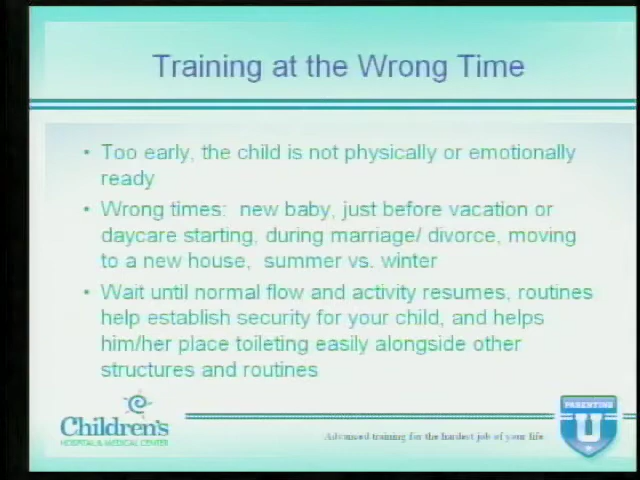 Training at the Wrong Time
• Too early, the child is not physically or emotionally
ready
• Wrong times: new baby, just before vacation or
daycare starting, during marriage/ divorce, moving
to a new house, summer vs. winter
• Wait until normal flow and activity resumes, routines
help establish security for your child, and helps
him/her place toileting easily alongside other
structures and routines
Children's
HOSPITAL & MEDICAL CENTER
Advanced training for the hardest job of your life
PARENTING
U